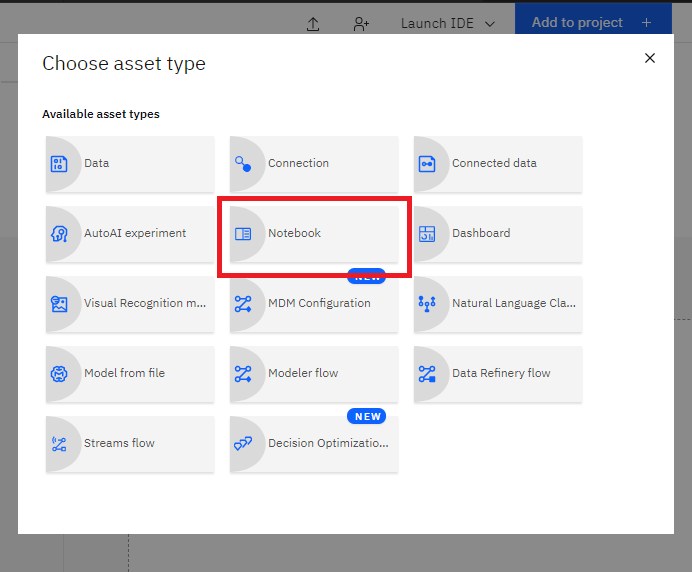 Launch IDE
Add to project +
Choose asset type
Available asset types
Data
Connection
Connected data
AutoAI experiment
Notebook
Dashboard
NEW
Visual Recognition m...
MDM Configuration
Natural Language Cla...
Model from file
Modeler flow
Data Refinery flow
NEW
Streams flow
Decision Optimizatio...